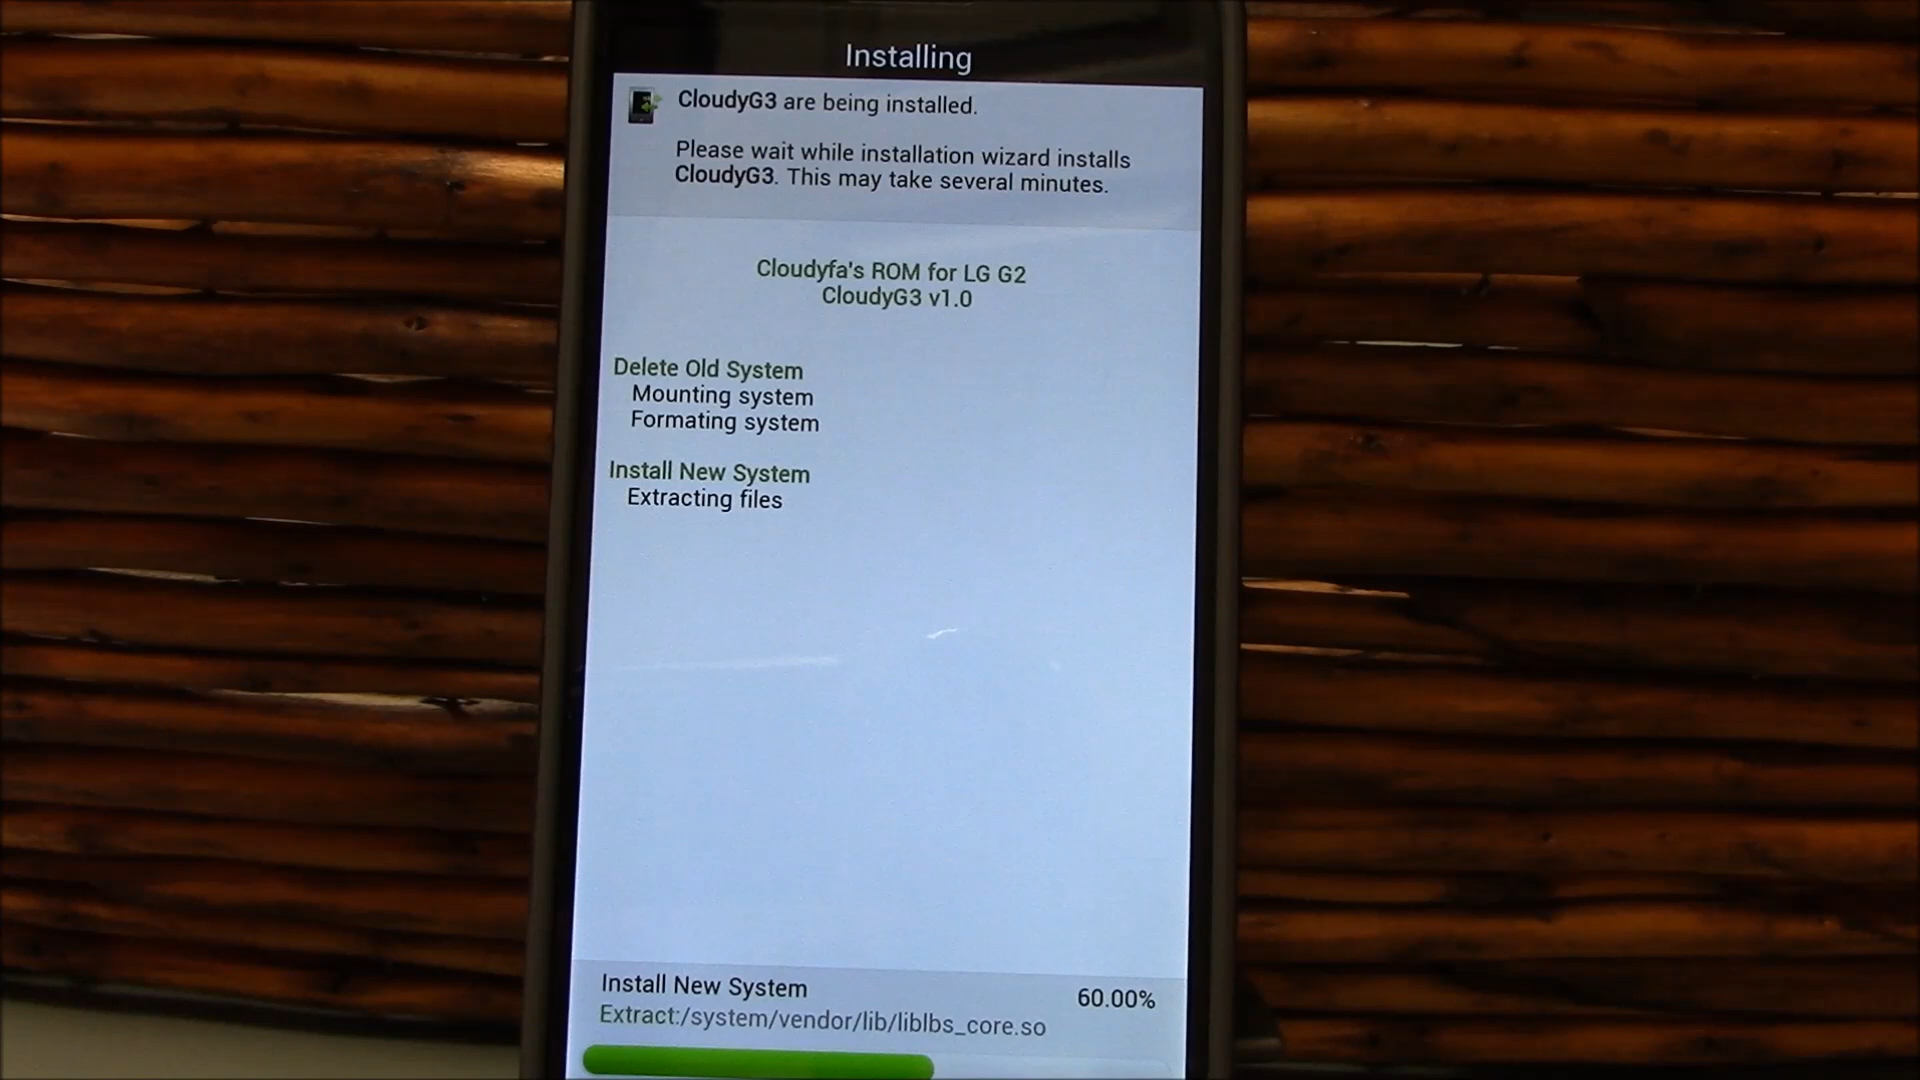 Installing
CloudyG3 are being installed.
Please wait while installation wizard installs
CloudyG3. This may take several minutes.
Cloudyfa's ROM for LG G2
CloudyG3 v1.0
Delete Old System
Mounting system
Formating system
Install New System
Extracting files
Install New System
60.00%
Extract:/system/vendor/lib/liblbs_core.so